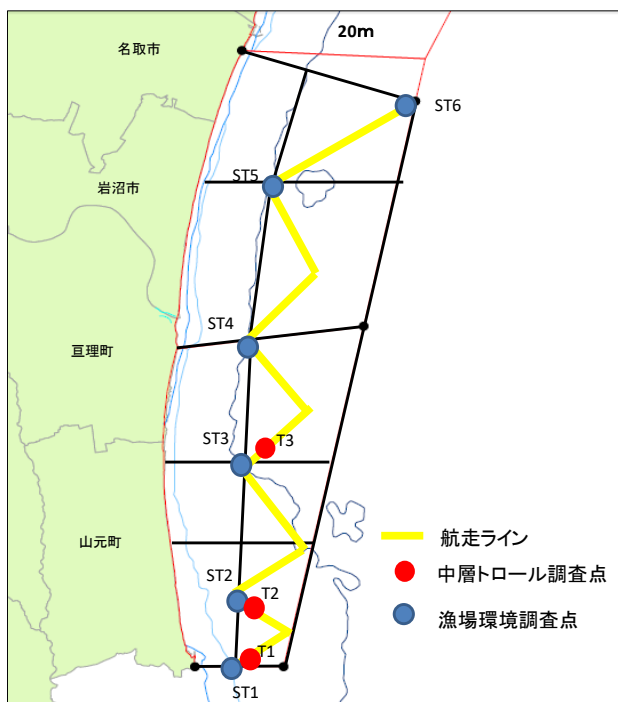 20m
名取市
ST6
ST5
岩沼市
ST4
亘理町
ST3
T3
航走ライン
山元町
中層トロール調査点
ST2
T2
漁場環境調査点
T1
ST1